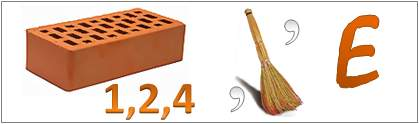 1,2,4 , , Е